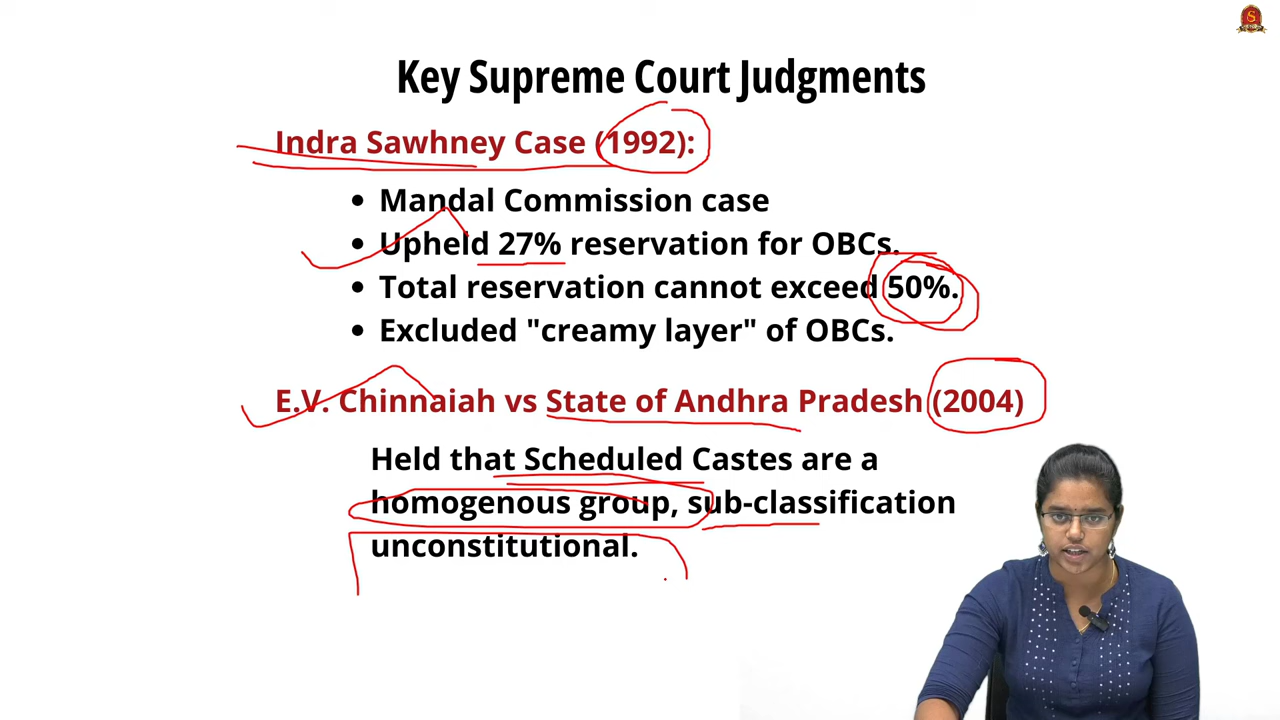 Key Supreme Court Judgments
Indra Sawhney Case (1992):
• Mandal Commission case
• Upheld 27% reservation for OBCs.
• Total reservation cannot exceed 50%.
• Excluded "creamy layer" of OBCs.
E.V. Chinnaiah vs State of Andhra Pradesh (2004)
Held that Scheduled Castes are a
homogenous group, sub-classification
unconstitutional.